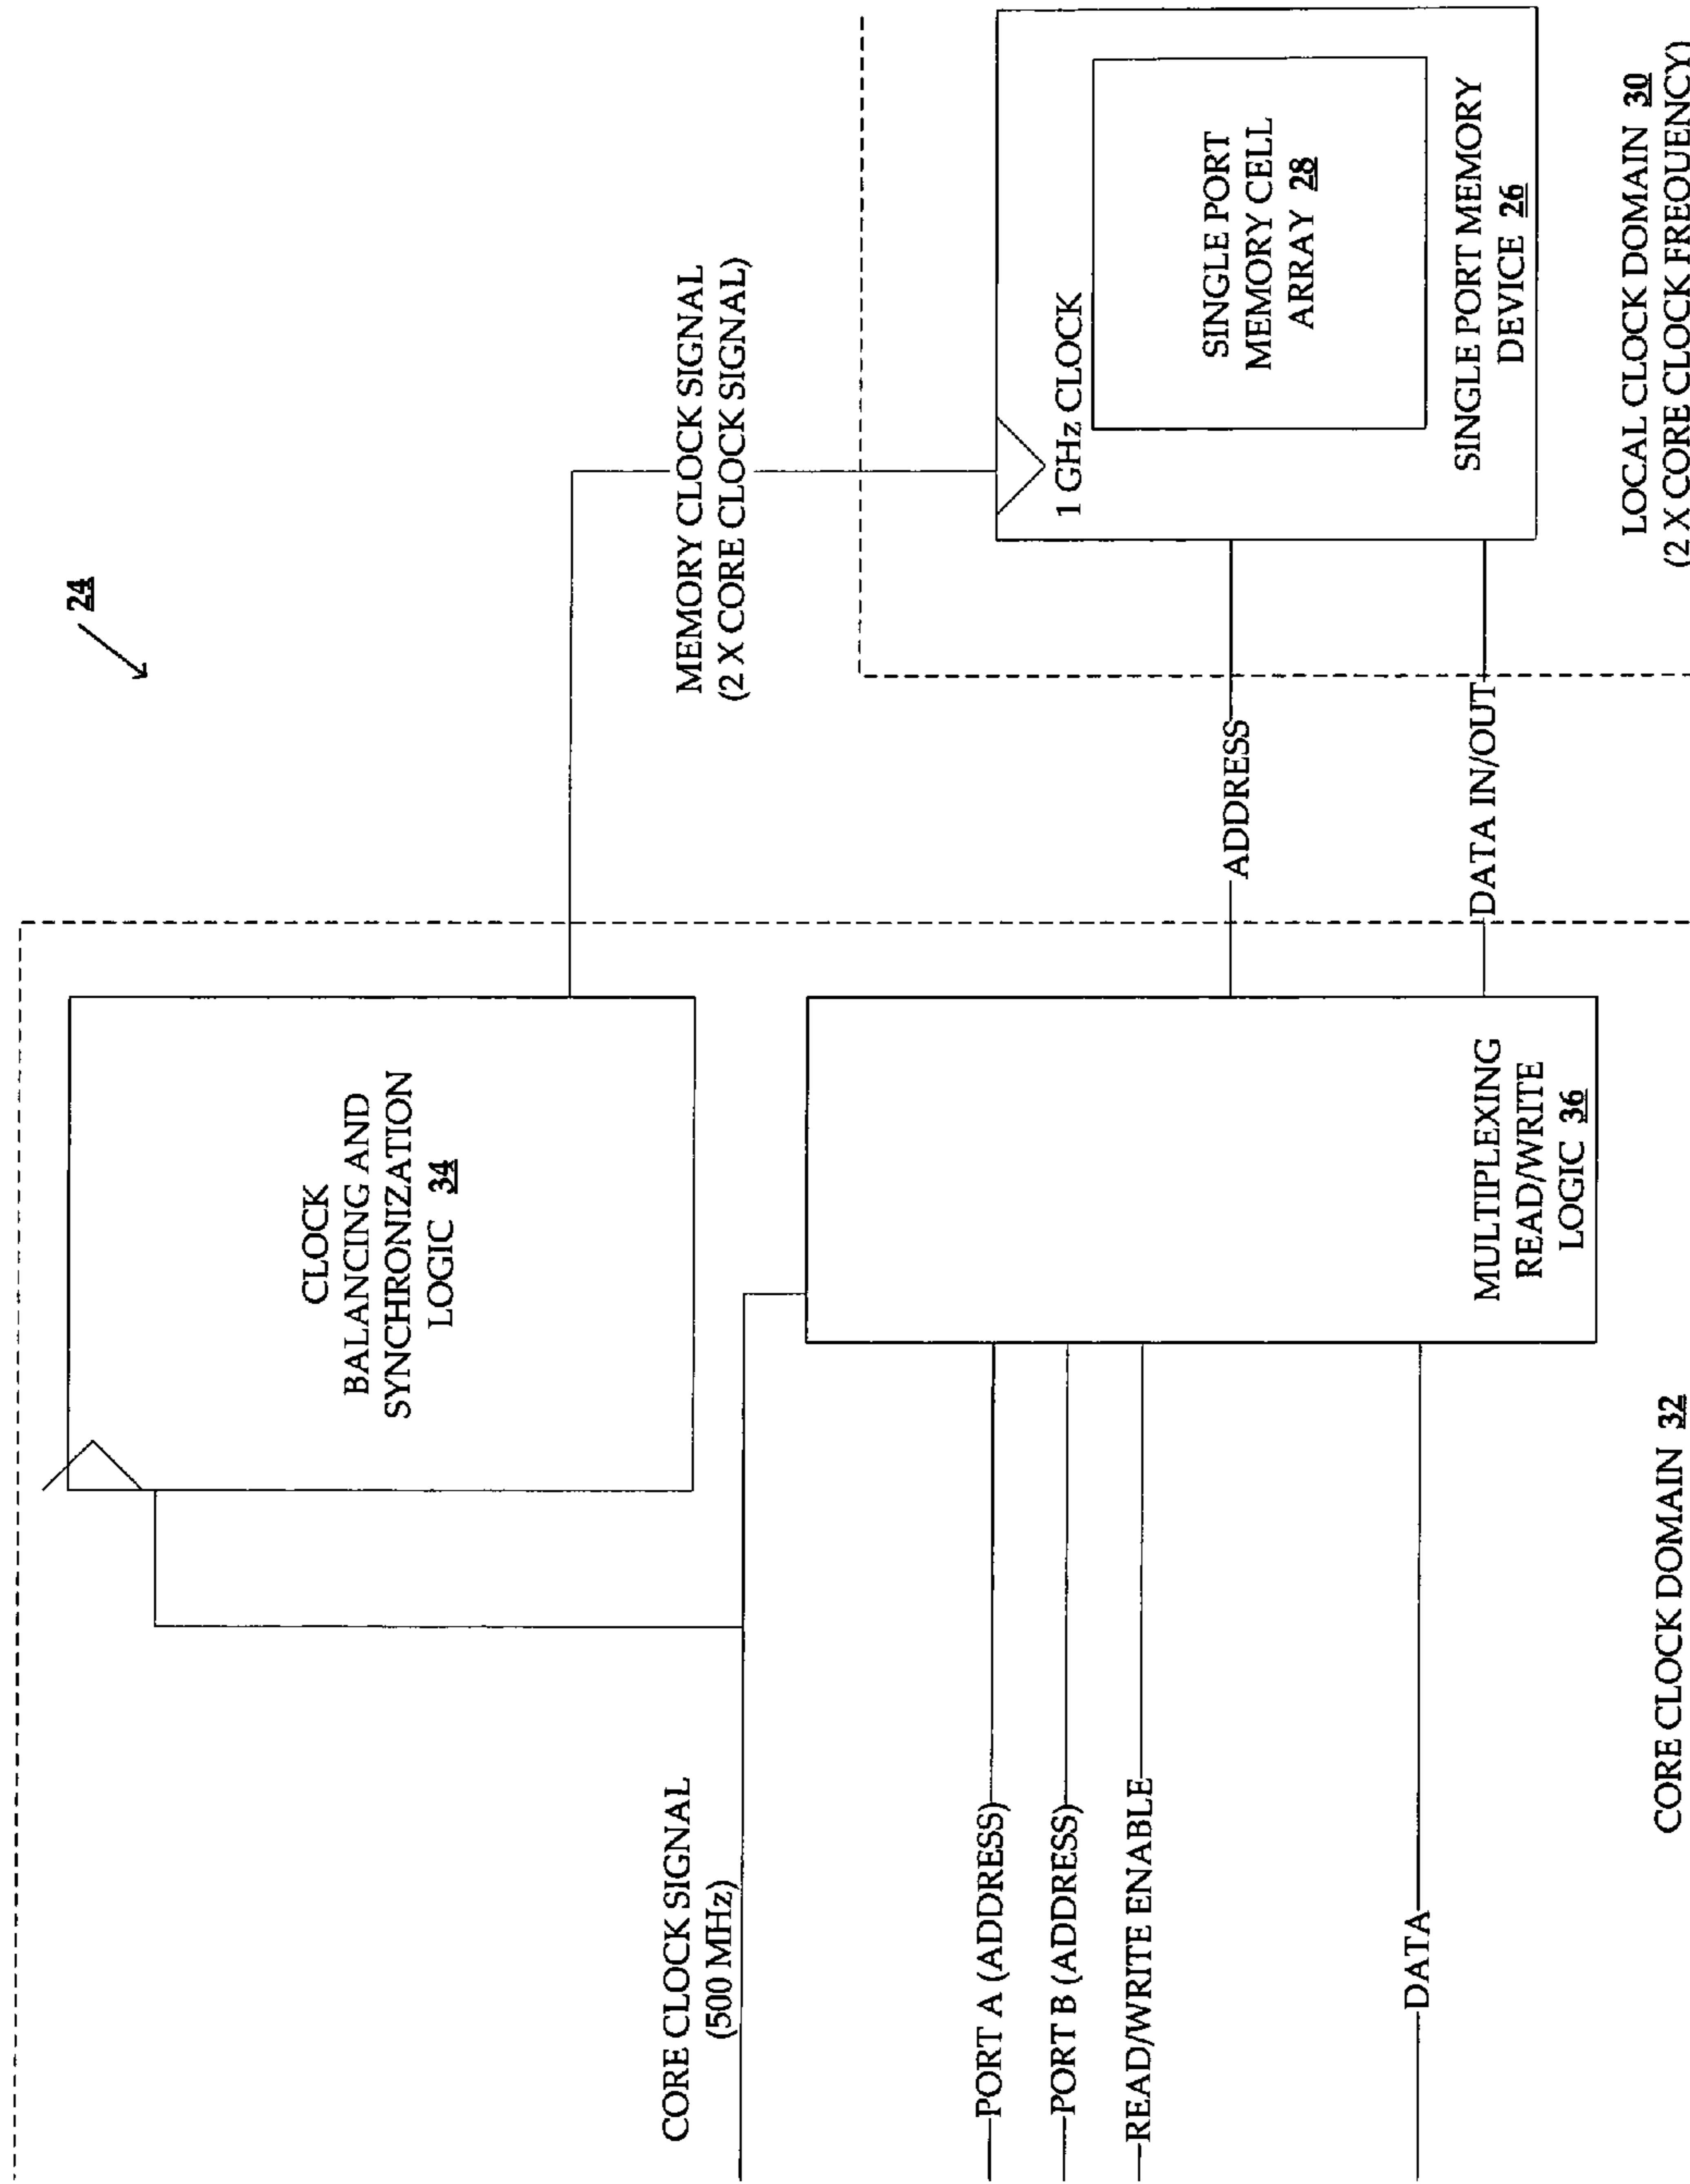 24
CLOCK
BALANCING AND
SYNCHRONIZATION
LOGIC 34
MEMORY CLOCK SIGNAL
(2 X CORE CLOCK SIGNAL)
CORE CLOCK SIGNAL
(500 MHz)
1 GHz CLOCK
SINGLE PORT
MEMORY CELL
ARRAY 28
SINGLE PORT MEMORY
DEVICE 26
PORT A (ADDRESS)
PORT B (ADDRESS)
READ/WRITE ENABLE
DATA
MULTIPLEXING
READ/WRITE
LOGIC 36
ADDRESS
DATA IN/OUT
CORE CLOCK DOMAIN 32
LOCAL CLOCK DOMAIN 30
(2 X CORE CLOCK FREQUENCY)